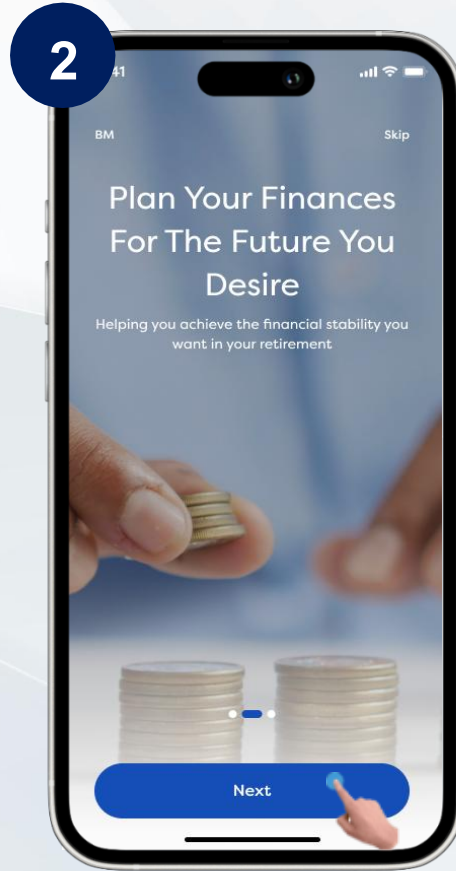 2
41
BM
Skip
Plan Your Finances
For The Future You
Desire
Helping you achieve the financial stability you
want in your retirement
Next